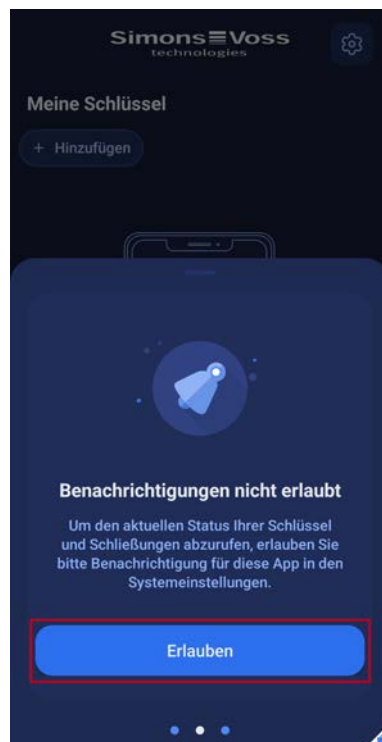 Simons Voss
technologies
Meine Schlüssel
+ Hinzufügen
Benachrichtigungen nicht erlaubt
Um den aktuellen Status Ihrer Schlüssel
und Schließungen abzurufen, erlauben Sie
bitte Benachrichtigung für diese App in den
Systemeinstellungen.
Erlauben